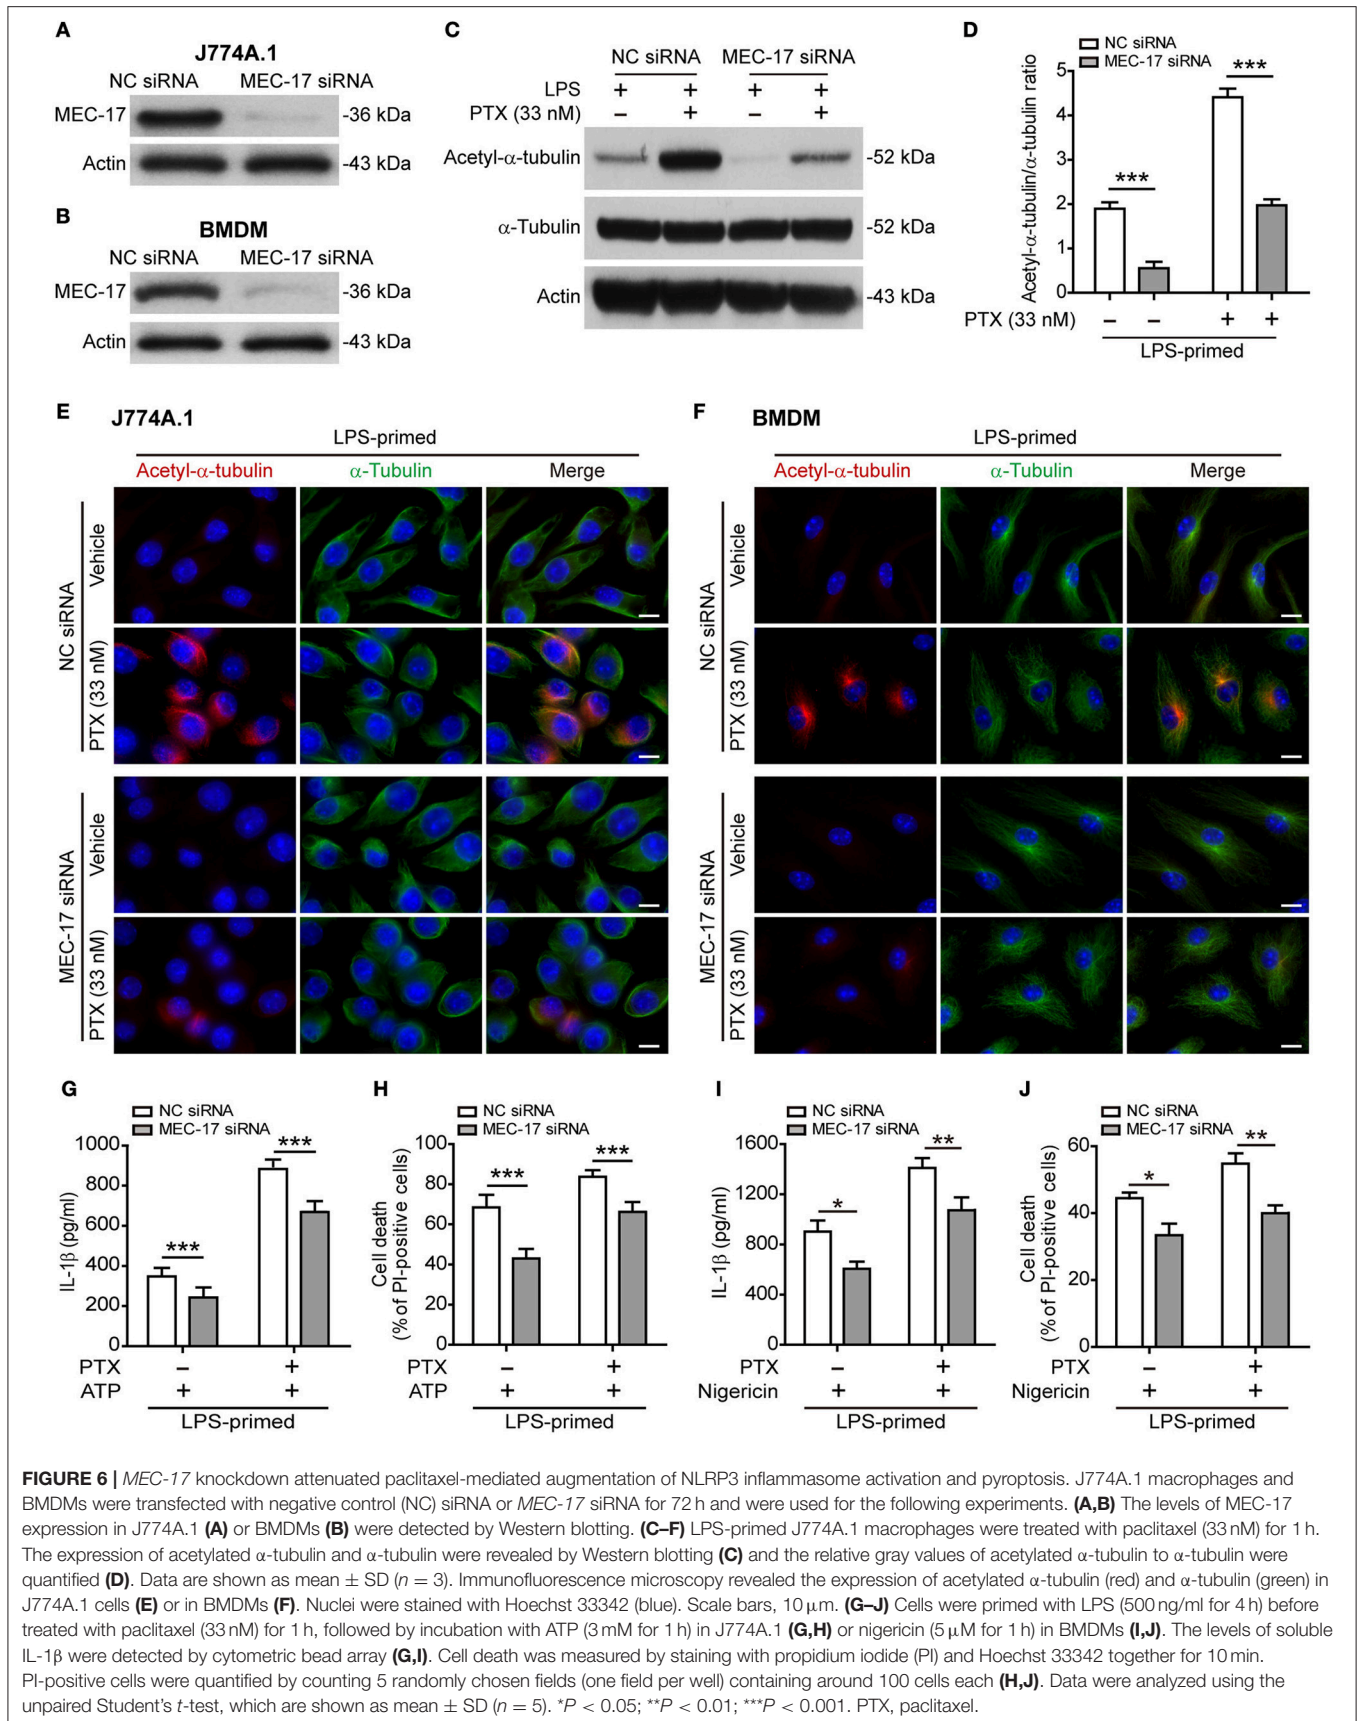 A
J774A.1
NC siRNA MEC-17 siRNA
MEC-17 -36 kDa
Actin -43 kDa
B
BMDM
NC siRNA MEC-17 siRNA
MEC-17 -36 kDa
Actin -43 kDa
C
NC siRNA MEC-17 siRNA
LPS + + + +
PTX (33 nM) – + – +
Acetyl-α-tubulin -52 kDa
α-Tubulin -52 kDa
Actin -43 kDa
D
NC siRNA
MEC-17 siRNA
Acetyl-α-tubulin/α-tubulin ratio
5
4
3
2
1
0
***
***
PTX (33 nM) – – + +
LPS-primed
E J774A.1
LPS-primed
Acetyl-α-tubulin α-Tubulin Merge
NC siRNA
Vehicle
PTX (33 nM)
MEC-17 siRNA
Vehicle
PTX (33 nM)
F BMDM
LPS-primed
Acetyl-α-tubulin α-Tubulin Merge
NC siRNA
Vehicle
PTX (33 nM)
MEC-17 siRNA
Vehicle
PTX (33 nM)
G
NC siRNA
MEC-17 siRNA
IL-1β (pg/ml)
1000
800
600
400
200
0
***
***
PTX – +
ATP + +
LPS-primed
H
NC siRNA
MEC-17 siRNA
Cell death
(% of PI-positive cells)
100
80
60
40
20
0
***
***
PTX – +
ATP + +
LPS-primed
I
NC siRNA
MEC-17 siRNA
IL-1β (pg/ml)
1600
1200
800
400
0
*
**
PTX – +
Nigericin + +
LPS-primed
J
NC siRNA
MEC-17 siRNA
Cell death
(% of PI-positive cells)
60
40
20
0
*
**
PTX – +
Nigericin + +
LPS-primed
FIGURE 6 | MEC-17 knockdown attenuated paclitaxel-mediated augmentation of NLRP3 inflammasome activation and pyroptosis. J774A.1 macrophages and
BMDMs were transfected with negative control (NC) siRNA or MEC-17 siRNA for 72 h and were used for the following experiments. (A,B) The levels of MEC-17
expression in J774A.1 (A) or BMDMs (B) were detected by Western blotting. (C–F) LPS-primed J774A.1 macrophages were treated with paclitaxel (33 nM) for 1 h.
The expression of acetylated α-tubulin and α-tubulin were revealed by Western blotting (C) and the relative gray values of acetylated α-tubulin to α-tubulin were
quantified (D). Data are shown as mean ± SD (n = 3). Immunofluorescence microscopy revealed the expression of acetylated α-tubulin (red) and α-tubulin (green) in
J774A.1 cells (E) or in BMDMs (F). Nuclei were stained with Hoechst 33342 (blue). Scale bars, 10 μm. (G–J) Cells were primed with LPS (500 ng/ml for 4 h) before
treated with paclitaxel (33 nM) for 1 h, followed by incubation with ATP (3 mM for 1 h) in J774A.1 (G,H) or nigericin (5 μM for 1 h) in BMDMs (I,J). The levels of soluble
IL-1β were detected by cytometric bead array (G,I). Cell death was measured by staining with propidium iodide (PI) and Hoechst 33342 together for 10 min.
PI-positive cells were quantified by counting 5 randomly chosen fields (one field per well) containing around 100 cells each (H,J). Data were analyzed using the
unpaired Student's t-test, which are shown as mean ± SD (n = 5). *P < 0.05; **P < 0.01; ***P < 0.001. PTX, paclitaxel.